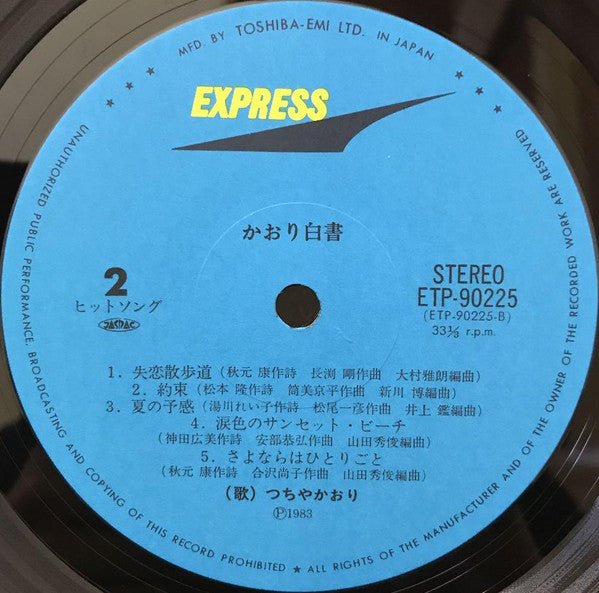 MFD. BY TOSHIBA-EMI LTD. IN JAPAN
EXPRESS
かおり白書
2
ヒットソング
JASRAC
STEREO
ETP-90225
(ETP-90225-B)
33⅓ r.p.m.
1. 失恋散歩道(秋元 康作詩 長渕 剛作曲 大村雅朗編曲)
2. 約束(松本 隆作詩 筒美京平作曲 新川 博編曲)
3. 夏の予感(湯川れい子作詩 松尾一彦作曲 井上 鑑編曲)
4. 涙色のサンセット・ビーチ
(神田広美作詩 安部恭弘作曲 山田秀俊編曲)
5. さよならはひとりごと
(秋元 康作詩 合沢尚子作曲 山田秀俊編曲)
(歌)つちやかおり
Ⓟ1983
UNAUTHORIZED PUBLIC PERFORMANCE, BROADCASTING AND COPYING OF THIS RECORD PROHIBITED ★ ALL RIGHTS OF THE MANUFACTURER AND OF THE OWNER OF THE RECORDED WORK ARE RESERVED